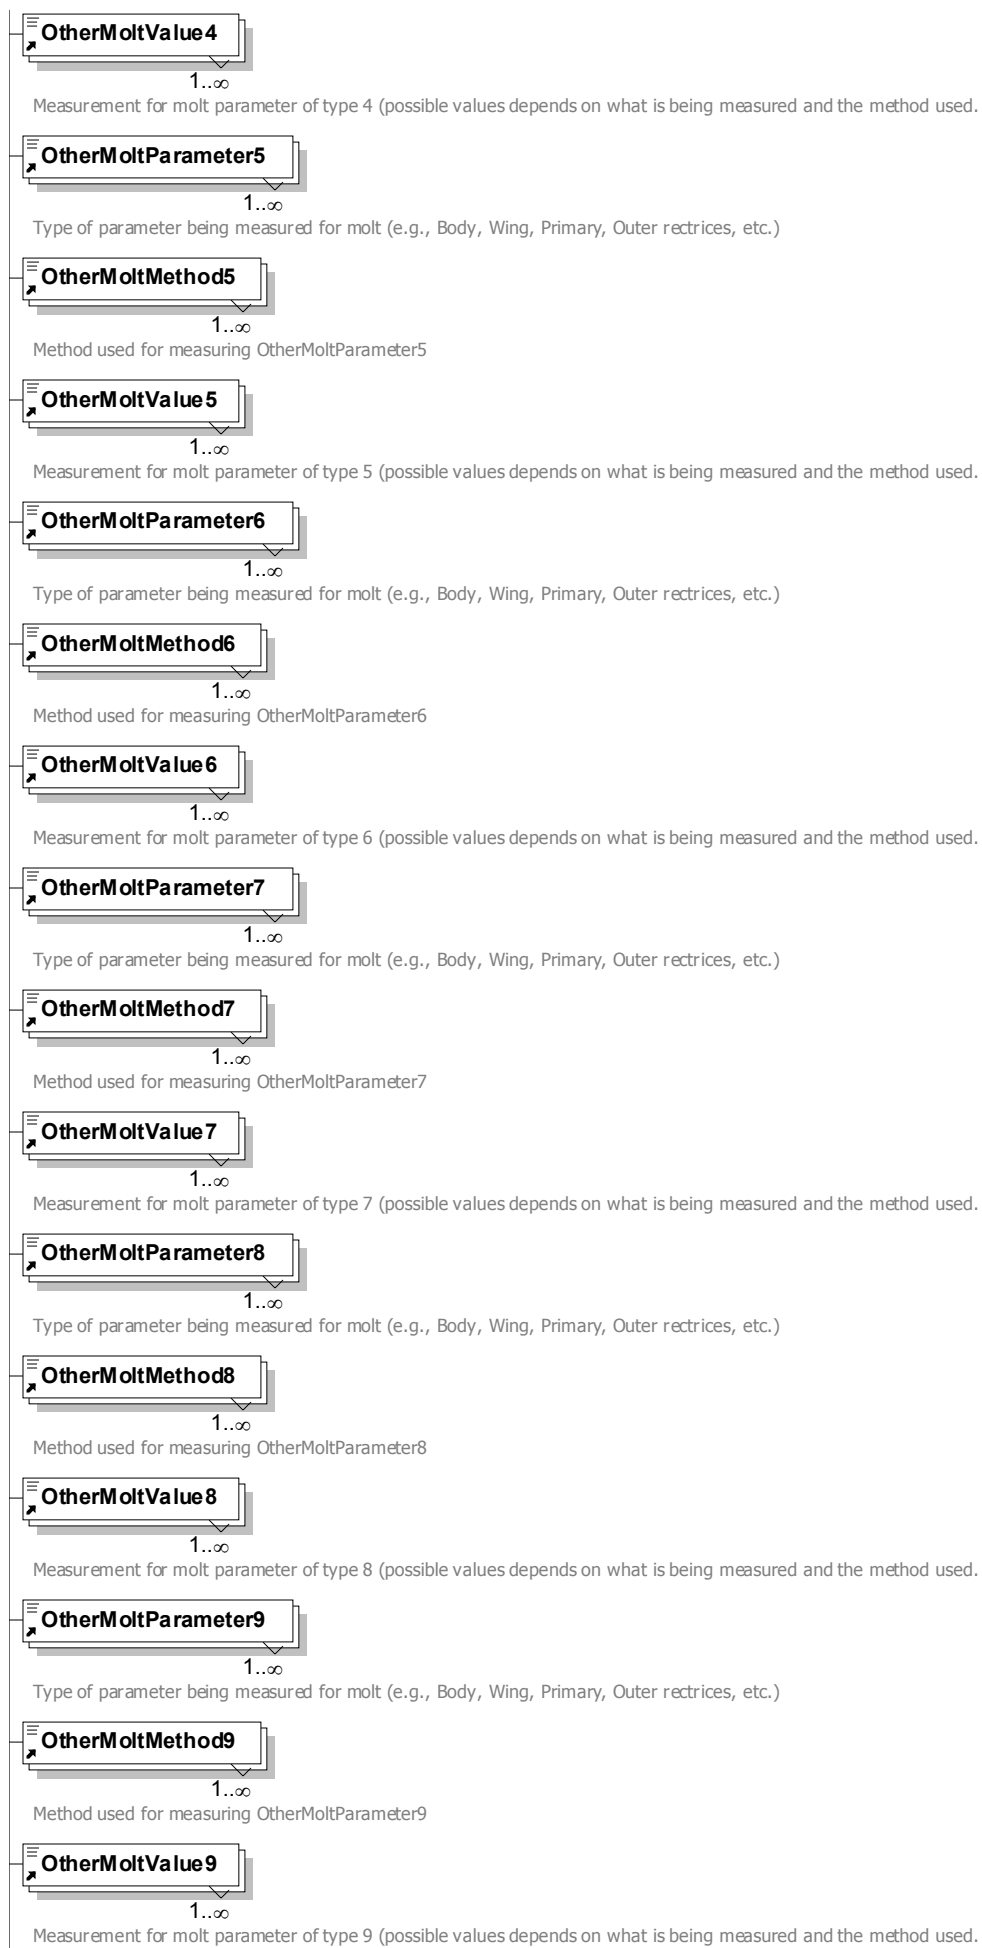 OtherMoltValue4
1..∞
Measurement for molt parameter of type 4 (possible values depends on what is being measured and the method used.
OtherMoltParameter5
1..∞
Type of parameter being measured for molt (e.g., Body, Wing, Primary, Outer rectrices, etc.)
OtherMoltMethod5
1..∞
Method used for measuring OtherMoltParameter5
OtherMoltValue5
1..∞
Measurement for molt parameter of type 5 (possible values depends on what is being measured and the method used.
OtherMoltParameter6
1..∞
Type of parameter being measured for molt (e.g., Body, Wing, Primary, Outer rectrices, etc.)
OtherMoltMethod6
1..∞
Method used for measuring OtherMoltParameter6
OtherMoltValue6
1..∞
Measurement for molt parameter of type 6 (possible values depends on what is being measured and the method used.
OtherMoltParameter7
1..∞
Type of parameter being measured for molt (e.g., Body, Wing, Primary, Outer rectrices, etc.)
OtherMoltMethod7
1..∞
Method used for measuring OtherMoltParameter7
OtherMoltValue7
1..∞
Measurement for molt parameter of type 7 (possible values depends on what is being measured and the method used.
OtherMoltParameter8
1..∞
Type of parameter being measured for molt (e.g., Body, Wing, Primary, Outer rectrices, etc.)
OtherMoltMethod8
1..∞
Method used for measuring OtherMoltParameter8
OtherMoltValue8
1..∞
Measurement for molt parameter of type 8 (possible values depends on what is being measured and the method used.
OtherMoltParameter9
1..∞
Type of parameter being measured for molt (e.g., Body, Wing, Primary, Outer rectrices, etc.)
OtherMoltMethod9
1..∞
Method used for measuring OtherMoltParameter9
OtherMoltValue9
1..∞
Measurement for molt parameter of type 9 (possible values depends on what is being measured and the method used.